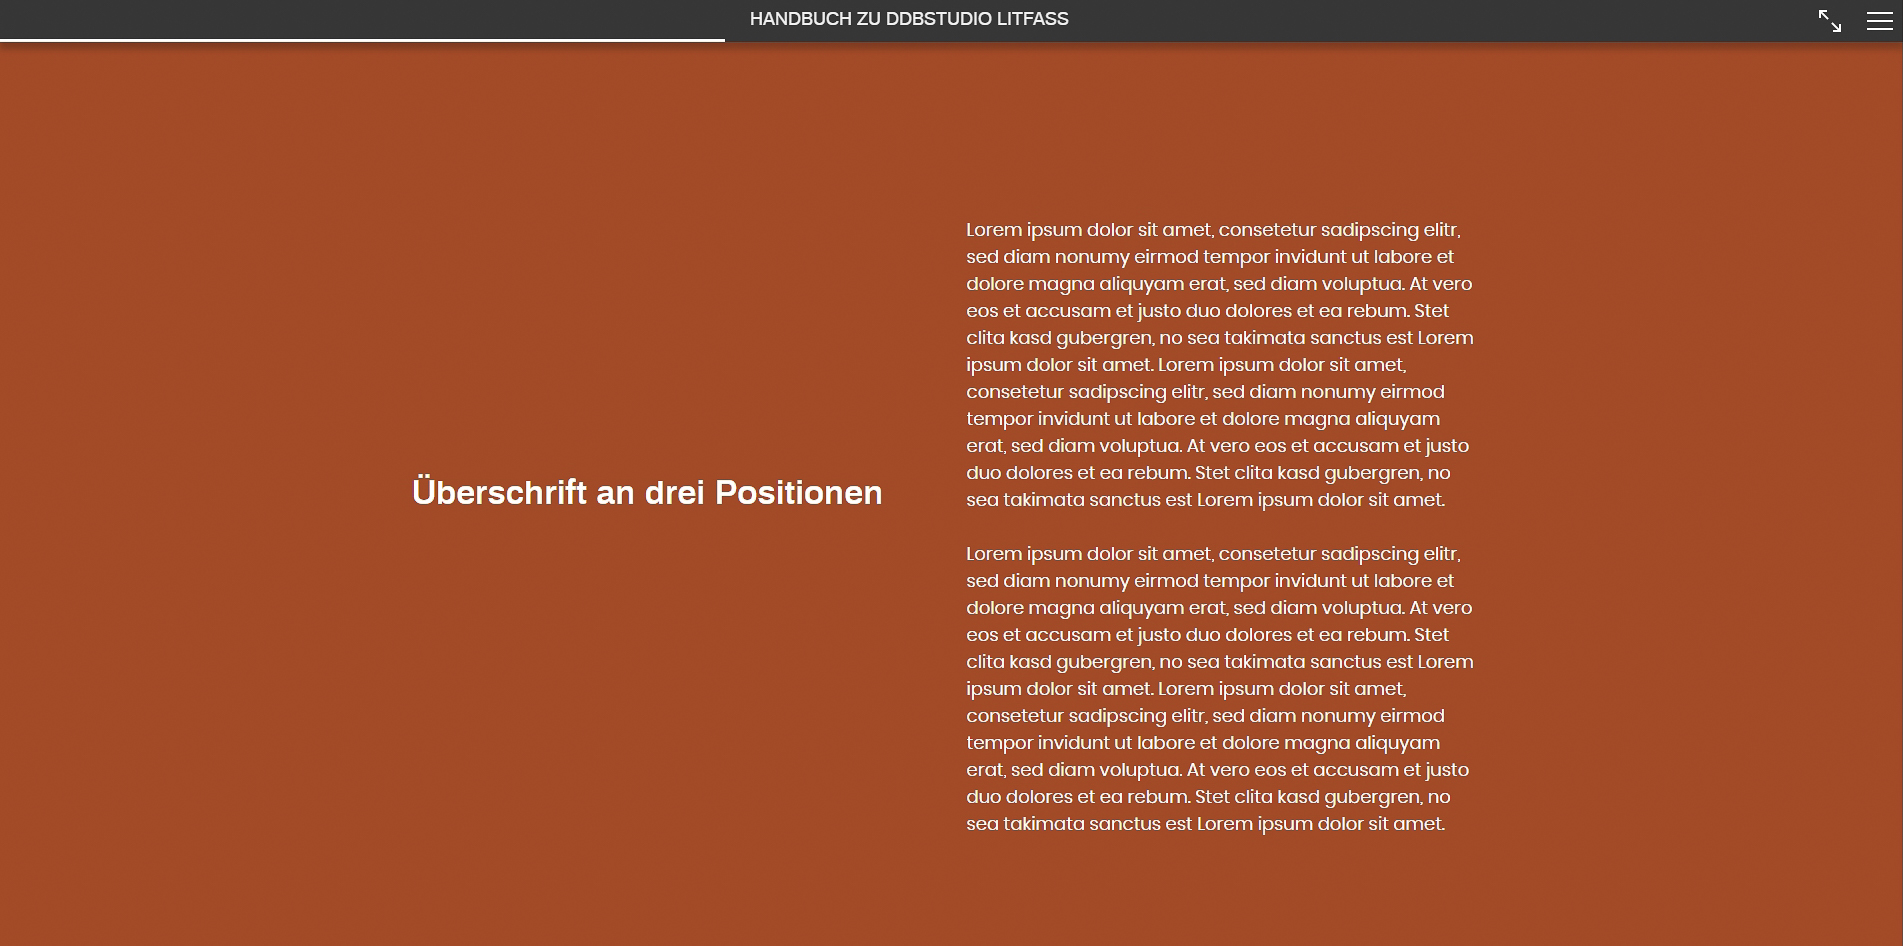 HANDBUCH ZU DDBSTUDIO LITFASS
Überschrift an drei Positionen
Lorem ipsum dolor sit amet, consetetur sadipscing elitr,
sed diam nonumy eirmod tempor invidunt ut labore et
dolore magna aliquyam erat, sed diam voluptua. At vero
eos et accusam et justo duo dolores et ea rebum. Stet
clita kasd gubergren, no sea takimata sanctus est Lorem
ipsum dolor sit amet. Lorem ipsum dolor sit amet,
consetetur sadipscing elitr, sed diam nonumy eirmod
tempor invidunt ut labore et dolore magna aliquyam
erat, sed diam voluptua. At vero eos et accusam et justo
duo dolores et ea rebum. Stet clita kasd gubergren, no
sea takimata sanctus est Lorem ipsum dolor sit amet.
Lorem ipsum dolor sit amet, consetetur sadipscing elitr,
sed diam nonumy eirmod tempor invidunt ut labore et
dolore magna aliquyam erat, sed diam voluptua. At vero
eos et accusam et justo duo dolores et ea rebum. Stet
clita kasd gubergren, no sea takimata sanctus est Lorem
ipsum dolor sit amet. Lorem ipsum dolor sit amet,
consetetur sadipscing elitr, sed diam nonumy eirmod
tempor invidunt ut labore et dolore magna aliquyam
erat, sed diam voluptua. At vero eos et accusam et justo
duo dolores et ea rebum. Stet clita kasd gubergren, no
sea takimata sanctus est Lorem ipsum dolor sit amet.